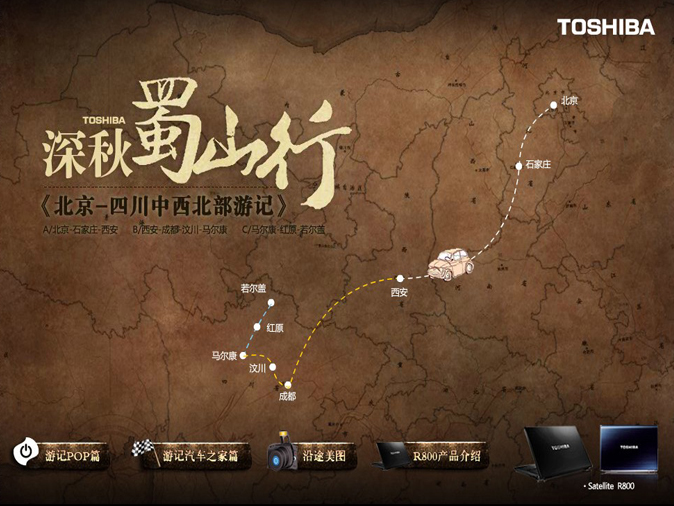 TOSHIBA
TOSHIBA
深秋蜀山行
《北京-四川中西北部游记》
A/北京·石家庄·西安 B/西安·成都·汶川·马尔康 C/马尔康·红原·若尔盖
北京
石家庄
西安
若尔盖
红原
马尔康
汶川
成都
游记POP篇
游记汽车之家篇
沿途美图
R800产品介绍
TOSHIBA
TOSHIBA
· Satellite R800